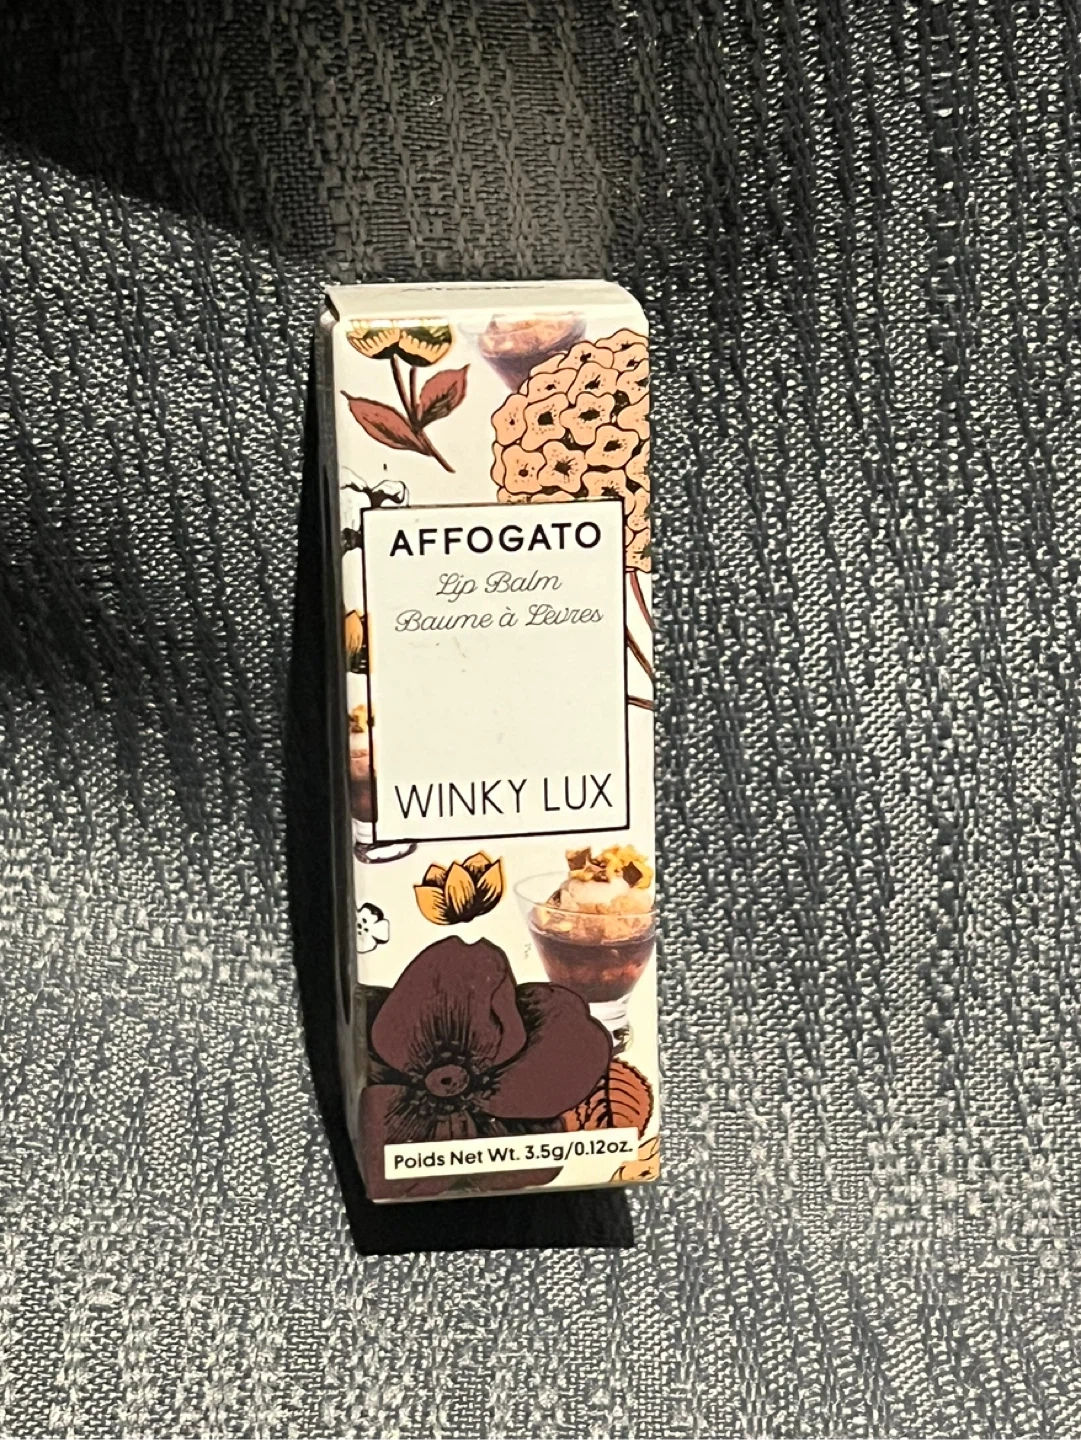 AFFOGATO
Lip Balm
Baume à Lèvres
WINKY LUX
Poids Net Wt. 3.5g/0.12oz.